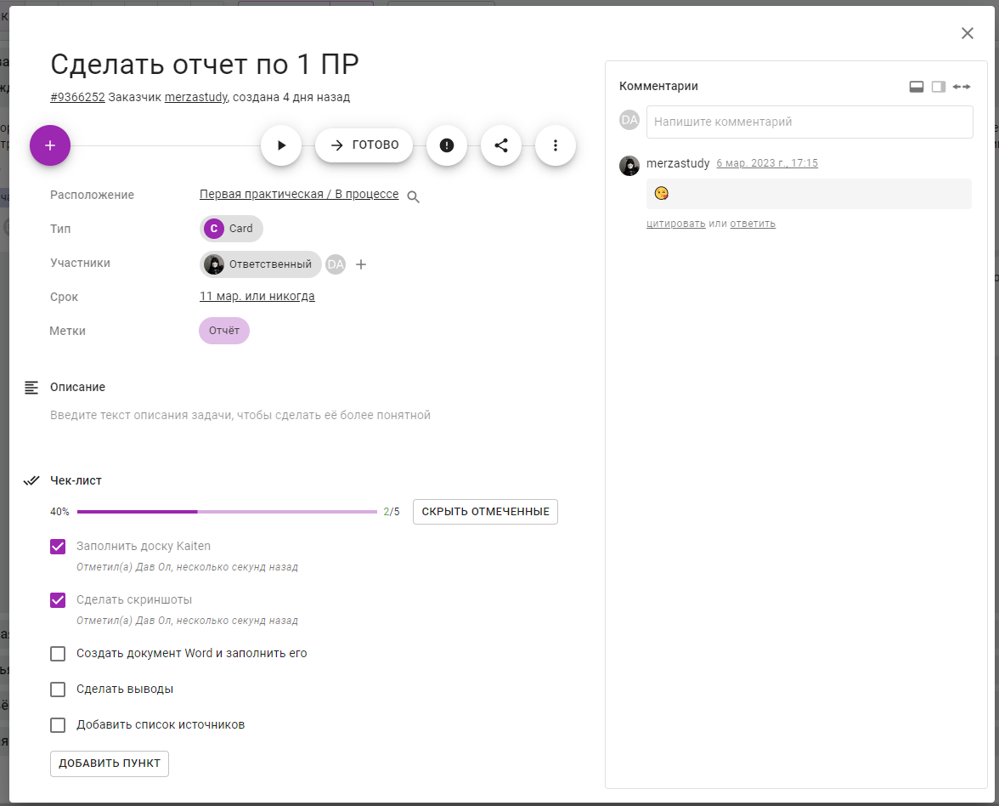 Сделать отчет по 1 ПР
#9366252 Заказчик merzastudy, создана 4 дня назад
ГОТОВО
Расположение Первая практическая / В процессе
Тип C Card
Участники Ответственный DA
Срок 11 мар. или никогда
Метки Отчёт
Описание
Введите текст описания задачи, чтобы сделать её более понятной
Чек-лист
40% 2/5 СКРЫТЬ ОТМЕЧЕННЫЕ
Заполнить доску Kaiten
Отметил(а) Дав Ол, несколько секунд назад
Сделать скриншоты
Отметил(а) Дав Ол, несколько секунд назад
Создать документ Word и заполнить его
Сделать выводы
Добавить список источников
ДОБАВИТЬ ПУНКТ
Комментарии
DA Напишите комментарий
merzastudy 6 мар. 2023 г., 17:15
😘
цитировать или ответить